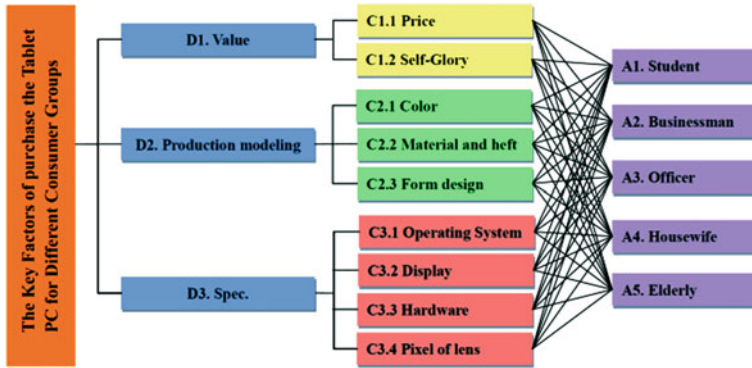 The Key Factors of purchase the Tablet
PC for Different Consumer Groups
D1. Value
D2. Production modeling
D3. Spec.
C1.1 Price
C1.2 Self-Glory
C2.1 Color
C2.2 Material and heft
C2.3 Form design
C3.1 Operating System
C3.2 Display
C3.3 Hardware
C3.4 Pixel of lens
A1. Student
A2. Businessman
A3. Officer
A4. Housewife
A5. Elderly